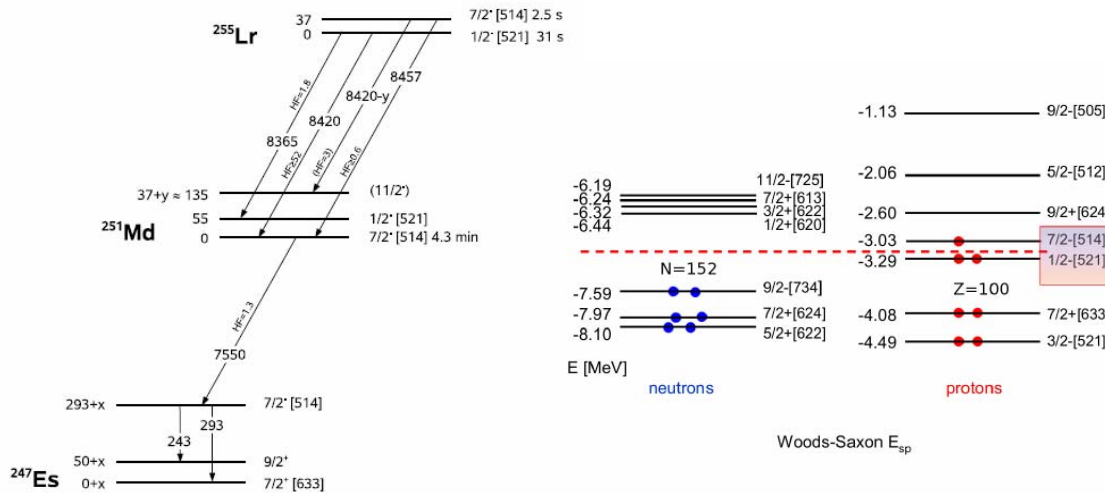 37 7/2⁻ [514] 2.5 s
²⁵⁵Lr
0 1/2⁻ [521] 31 s
8457
8420-y
HF=1.8
8420
8365
HF≥52
(HF=3)
HF≥0.6
37+y ≈ 135 (11/2⁻)
55 1/2⁻ [521]
²⁵¹Md
0 7/2⁻ [514] 4.3 min
HF=1.3
7550
293+x 7/2⁻ [514]
293
243
50+x 9/2⁺
²⁴⁷Es
0+x 7/2⁺ [633]
-6.19 11/2-[725]
-6.24 7/2+[613]
-6.32 3/2+[622]
-6.44 1/2+[620]
N=152
-7.59 9/2-[734]
-7.97 7/2+[624]
-8.10 5/2+[622]
E [MeV]
neutrons
-1.13 9/2-[505]
-2.06 5/2-[512]
-2.60 9/2+[624
-3.03 7/2-[514]
-3.29 1/2-[521]
Z=100
-4.08 7/2+[633
-4.49 3/2-[521]
protons
Woods-Saxon Eₛₚ